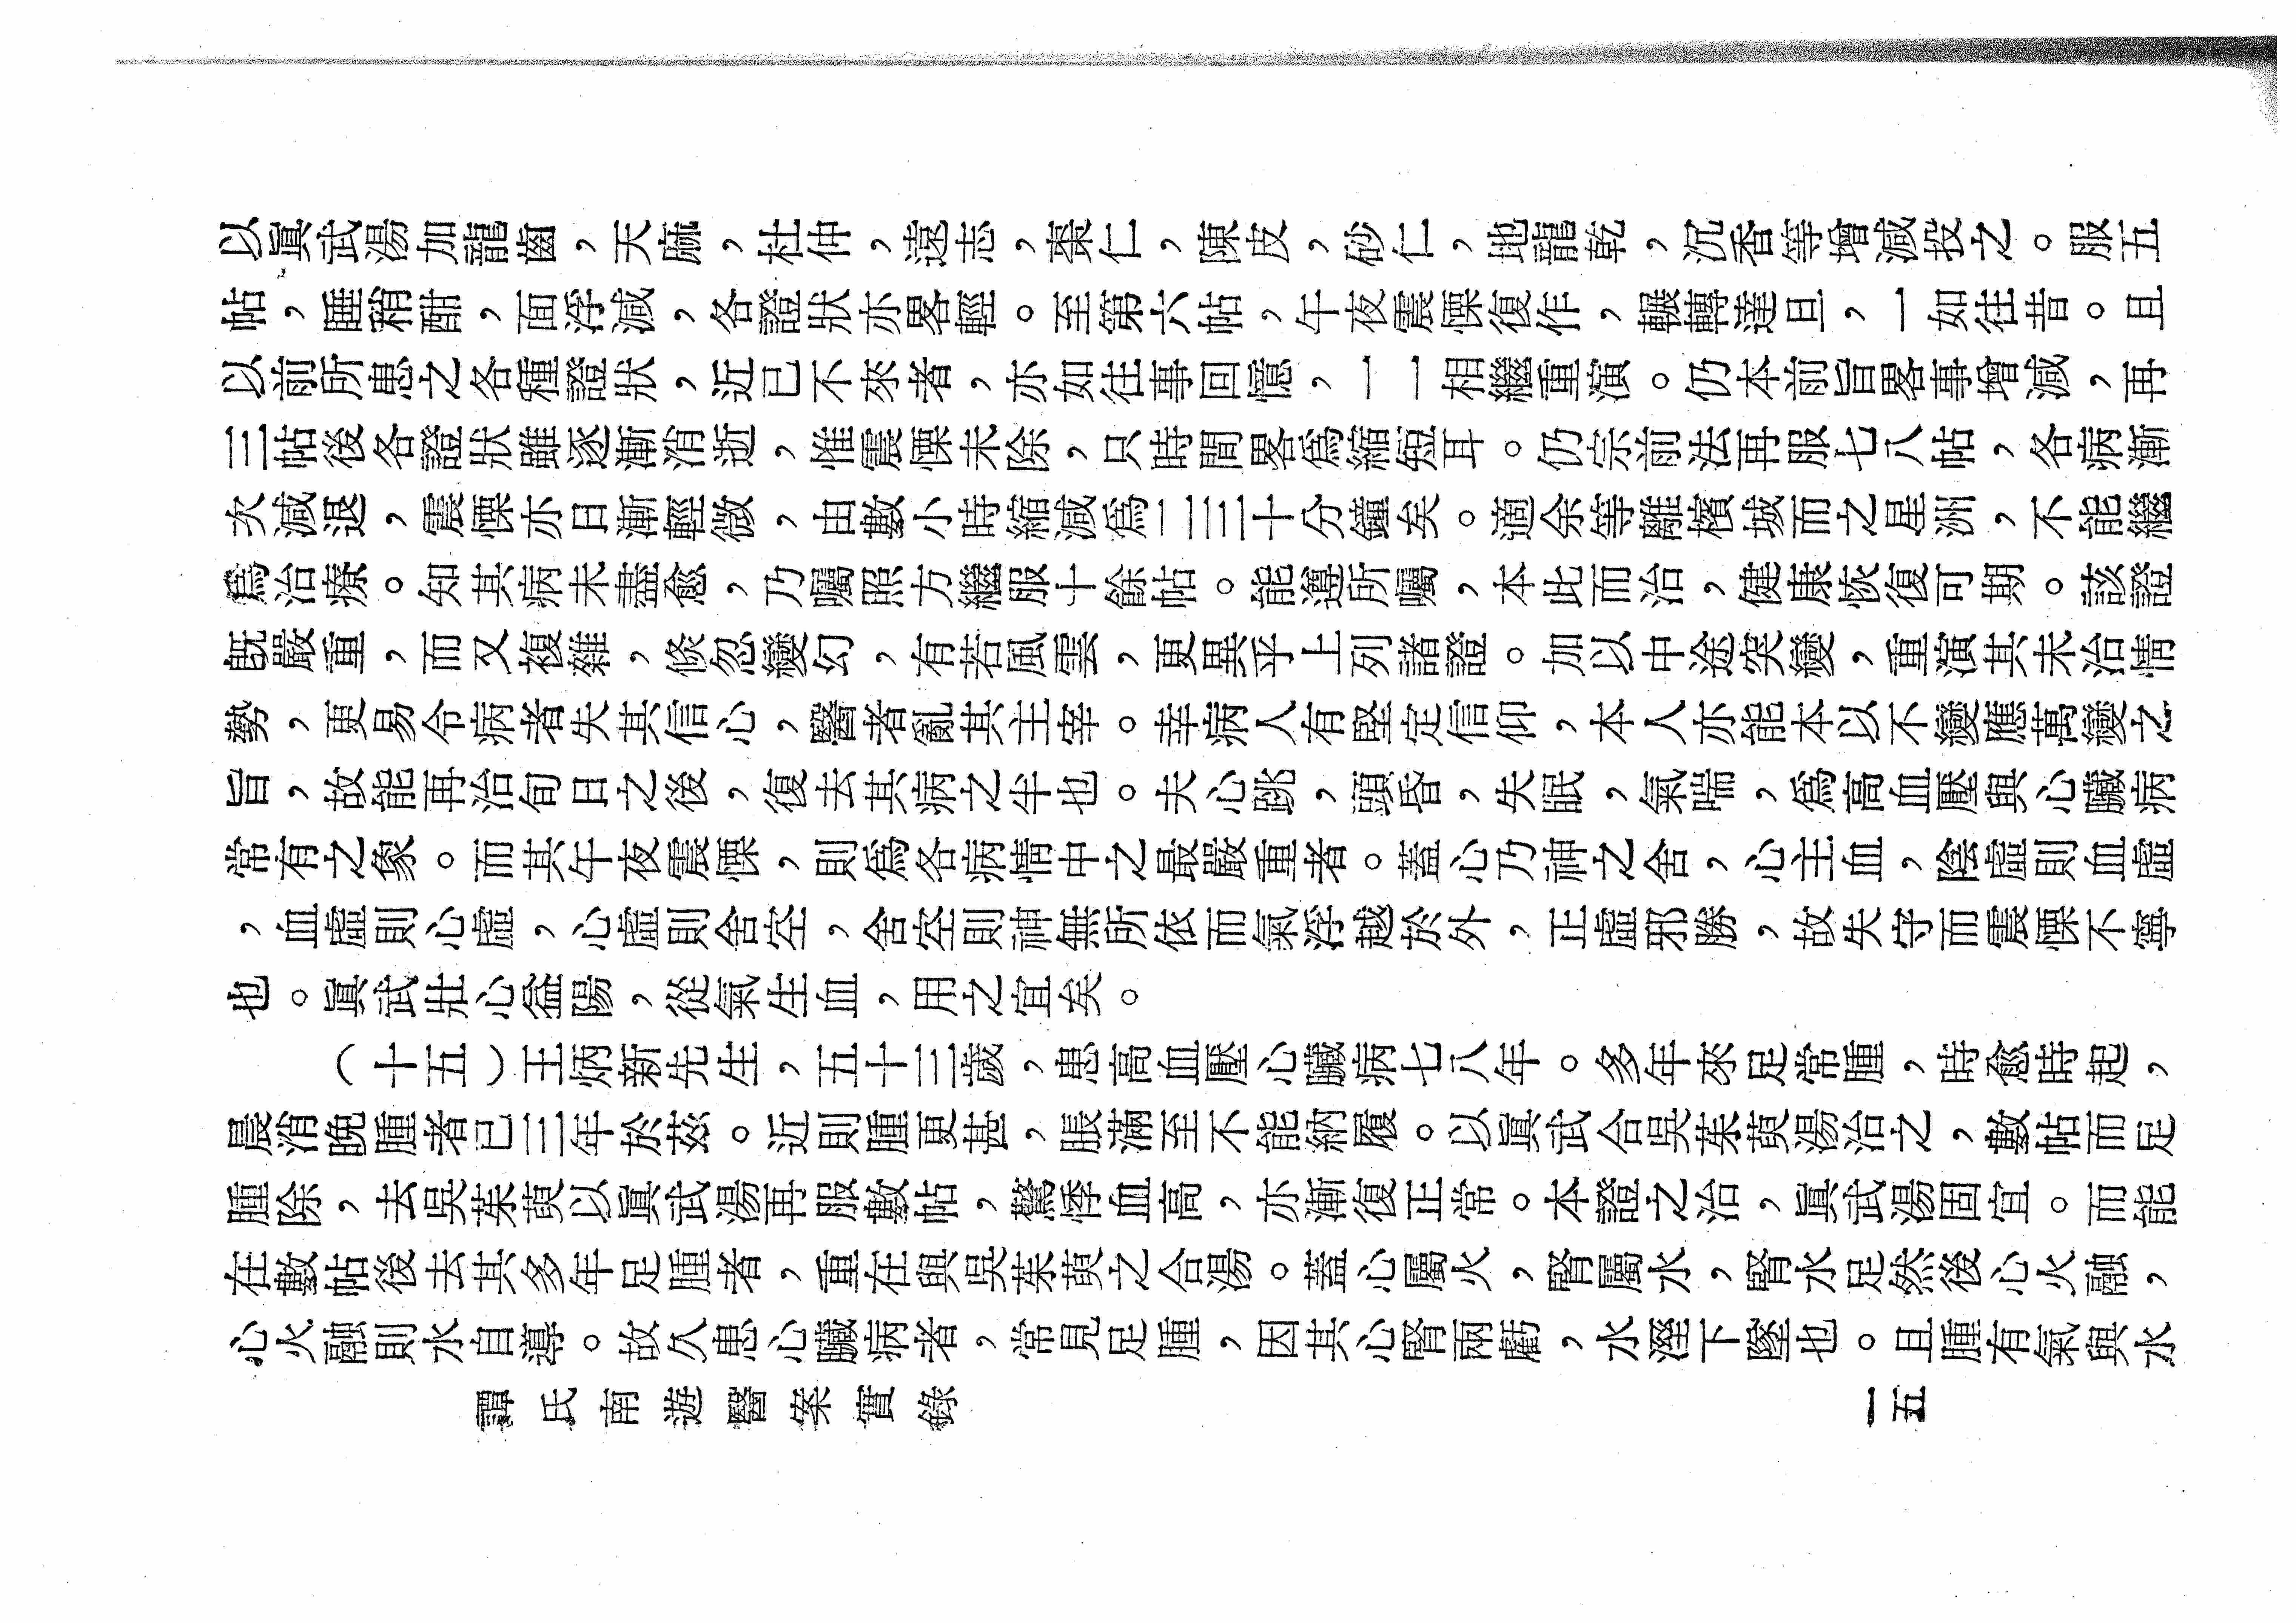 以眞武湯加龍齒，天麻，杜仲，遠志，棗仁，陳皮，砂仁，地龍乾，沉香等增減投之。服五
帖，睡稍酣，面浮減，各證狀亦畧輕。至第六帖，午夜震慄復作，輾轉達旦，一如往昔。且
以前所患之各種證狀，近已不來者，亦如往事回憶，一一相繼重演。仍本前旨畧事增減，再
三帖後各證狀雖逐漸消逝，惟震慄未除，只時間畧爲縮短耳。仍宗前法再服七八帖，各病漸
次減退，震慄亦日漸輕微，由數小時縮減爲二三十分鐘矣。適余等離檳城而之星洲，不能繼
爲治療。知其病未盡愈，乃囑照方繼服十餘帖。能遵所囑，本此而治，健康恢復可期。該證
既嚴重，而又複雜，倐忽變幻，有若風雲，更異乎上列諸證。加以中途突變，重演其未治情
勢，更易令病者失其信心，醫者亂其主宰。幸病人有堅定信仰，本人亦能本以不變應萬變之
旨，故能再治旬日之後，復去其病之半也。夫心跳，頭昏，失眠，氣喘，爲高血壓與心臟病
常有之象。而其午夜震慄，則爲各病情中之最嚴重者。蓋心乃神之舍，心主血，陰虛則血虛
，血虛則心虛，心虛則舍空，舍空則神無所依而氣浮越於外，正虛邪勝，故失守而震慄不寧
也。眞武壯心益陽，從氣生血，用之宜矣。
（十五）王炳新先生，五十三歲，患高血壓心臟病七八年。多年來足常腫，時愈時起，
晨消晚腫者已三年於茲。近則腫更甚，脹滿至不能納履。以眞武合吳茱萸湯治之，數帖而足
腫除，去吳茱萸以眞武湯再服數帖，驚悸血高，亦漸復正常。本證之治，眞武湯固宜。而能
在數帖後去其多年足腫者，重在與吳茱萸之合湯。蓋心屬火，腎屬水，腎水足然後心火融，
心火融則水自導。故久患心臟病者，常見足腫，因其心腎兩虧，水溼下墜也。且腫有氣與水
譚氏南遊醫案實錄
一五